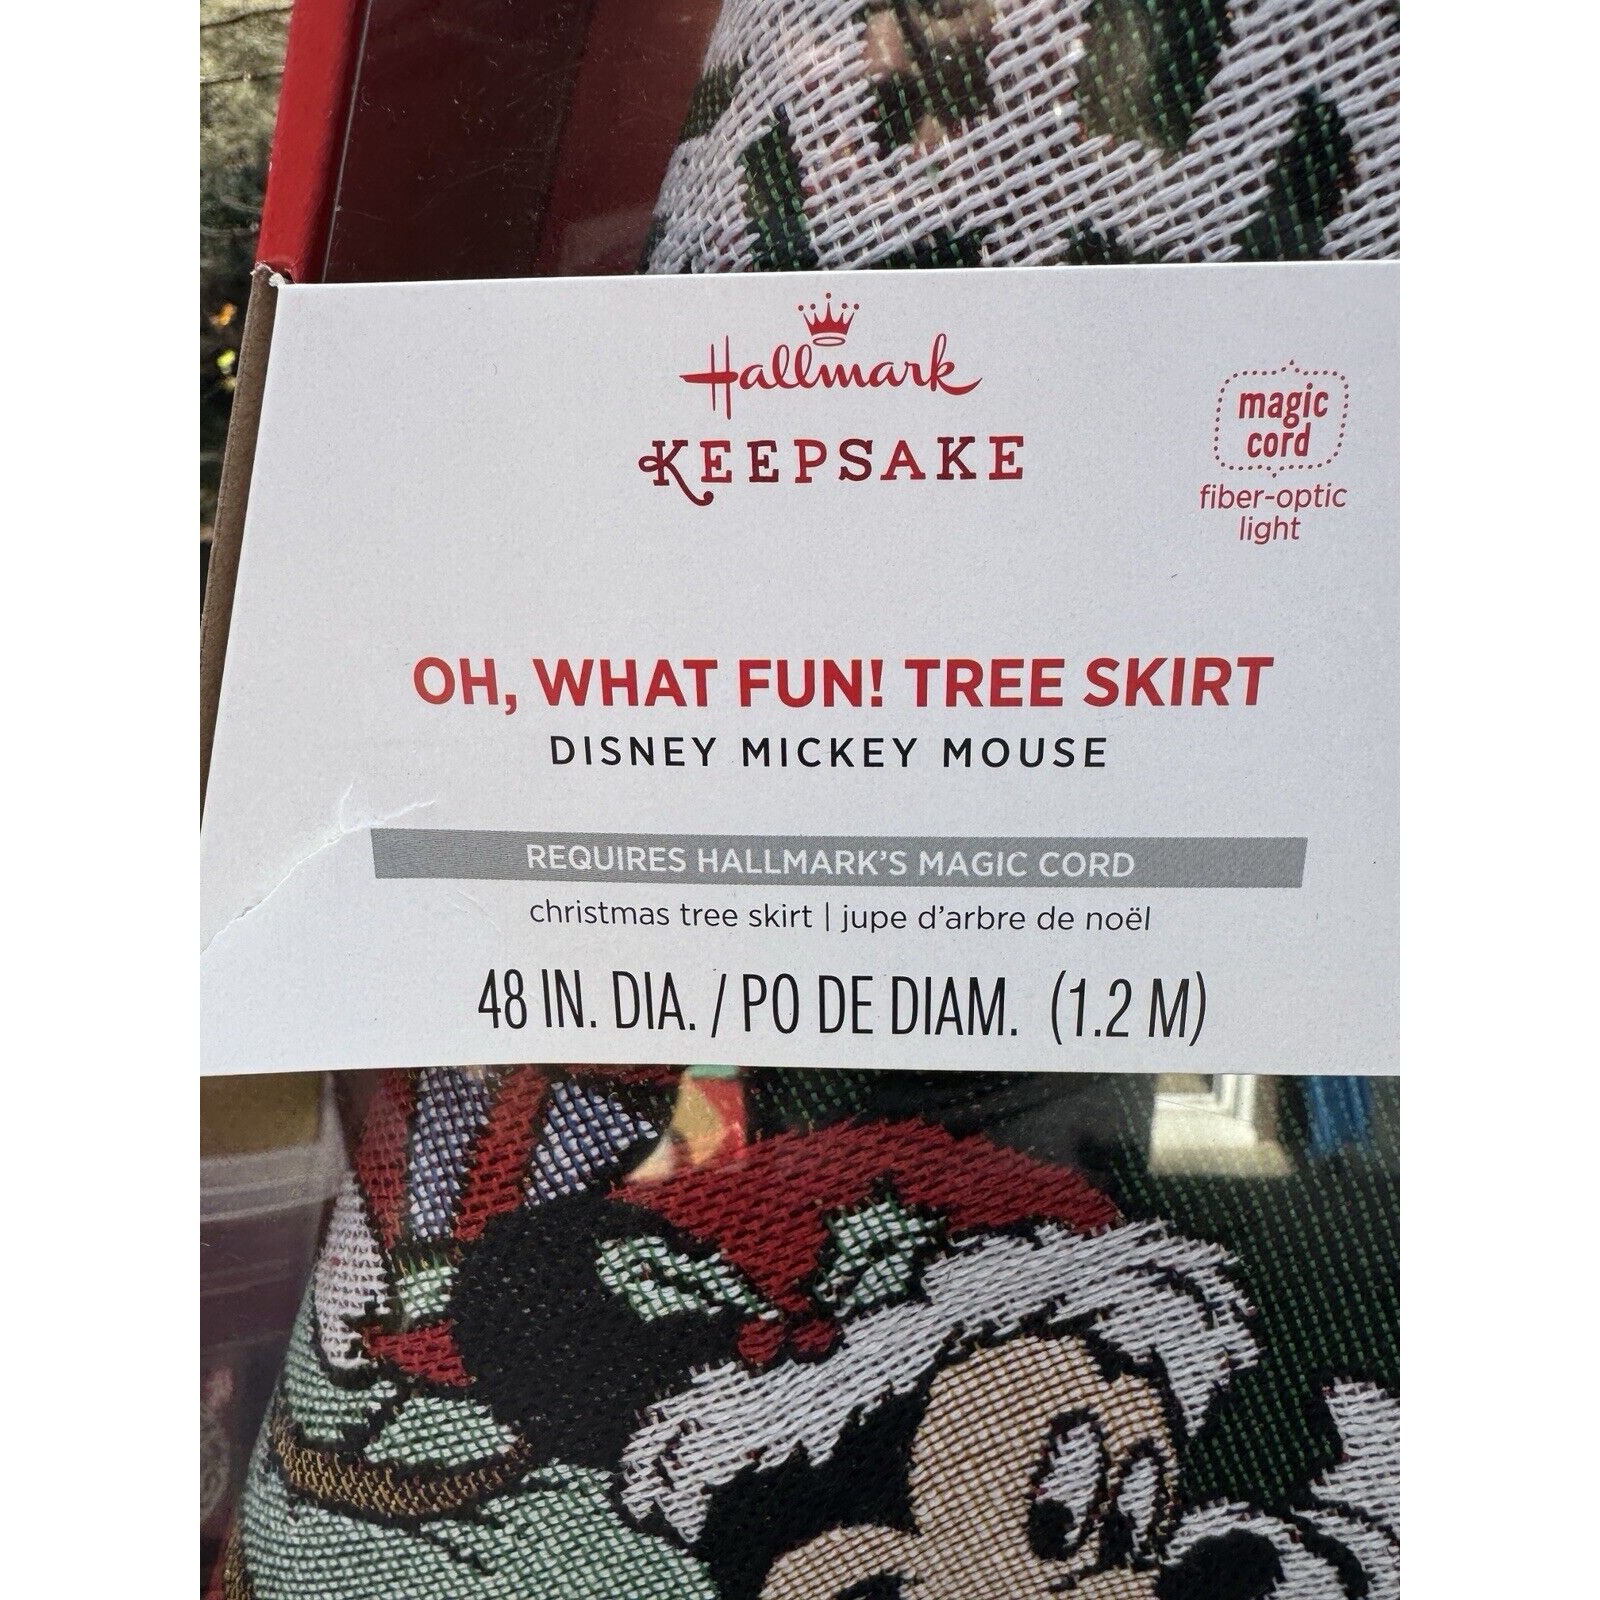 Hallmark
KEEPSAKE
magic
cord
fiber-optic
light
OH, WHAT FUN! TREE SKIRT
DISNEY MICKEY MOUSE
REQUIRES HALLMARK'S MAGIC CORD
christmas tree skirt | jupe d'arbre de noël
48 IN. DIA. / PO DE DIAM. (1.2 M)